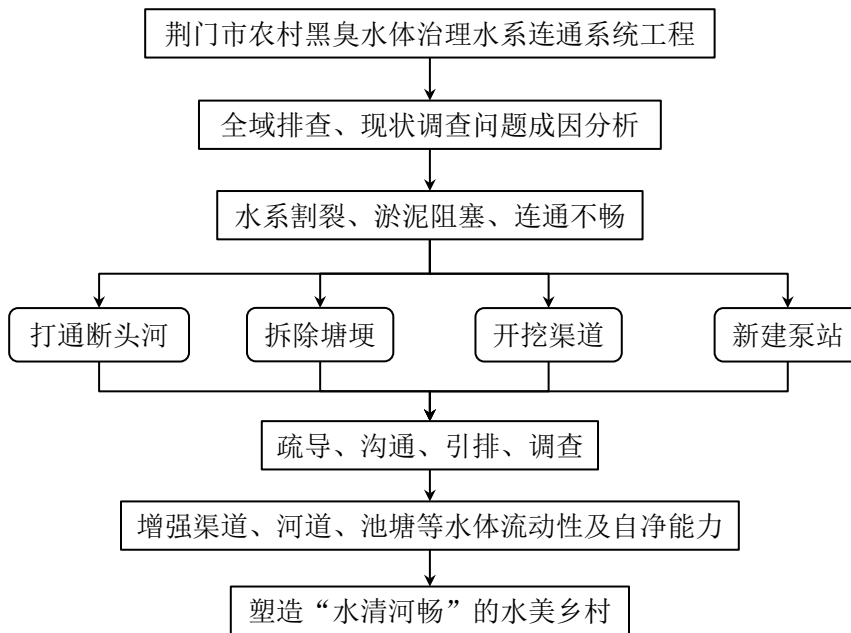 荆门市农村黑臭水体治理水系连通系统工程
全域排查、现状调查问题成因分析
水系割裂、淤泥阻塞、连通不畅
打通断头河
拆除塘埂
开挖渠道
新建泵站
疏导、沟通、引排、调查
增强渠道、河道、池塘等水体流动性及自净能力
塑造“水清河畅”的水美乡村